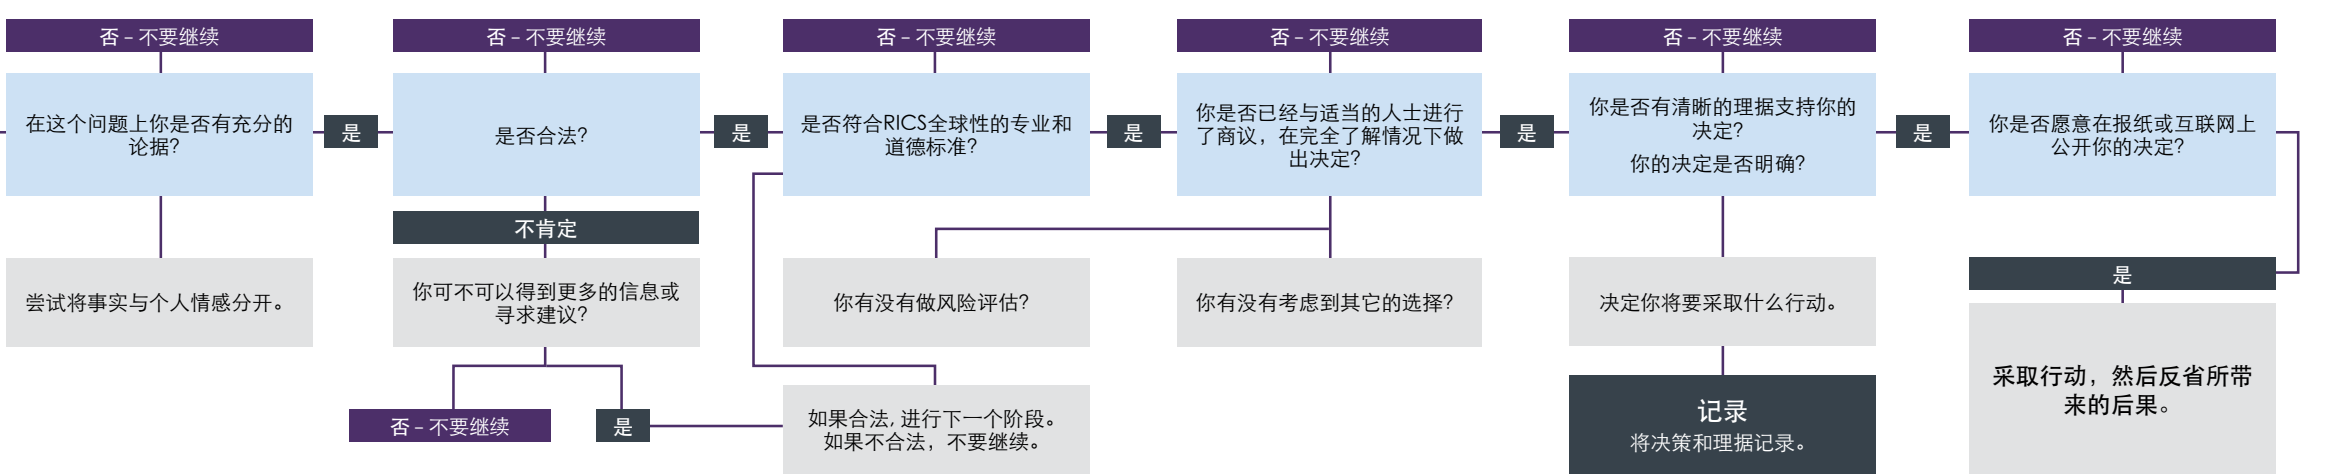 否 – 不要继续
否 – 不要继续
否 – 不要继续
否 – 不要继续
否 – 不要继续
否 – 不要继续
在这个问题上你是否有充分的
论据?
是
是否合法?
是
是否符合RICS全球性的专业和
道德标准?
是
你是否已经与适当的人士进行
了商议，在完全了解情况下做
出决定?
是
你是否有清晰的理据支持你的
决定?
你的决定是否明确?
是
你是否愿意在报纸或互联网上
公开你的决定?
不肯定
是
尝试将事实与个人情感分开。
你可不可以得到更多的信息或
寻求建议?
你有没有做风险评估?
你有没有考虑到其它的选择?
决定你将要采取什么行动。
采取行动，然后反省所带
来的后果。
否 – 不要继续
是
如果合法, 进行下一个阶段。
如果不合法，不要继续。
记录
将决策和理据记录。